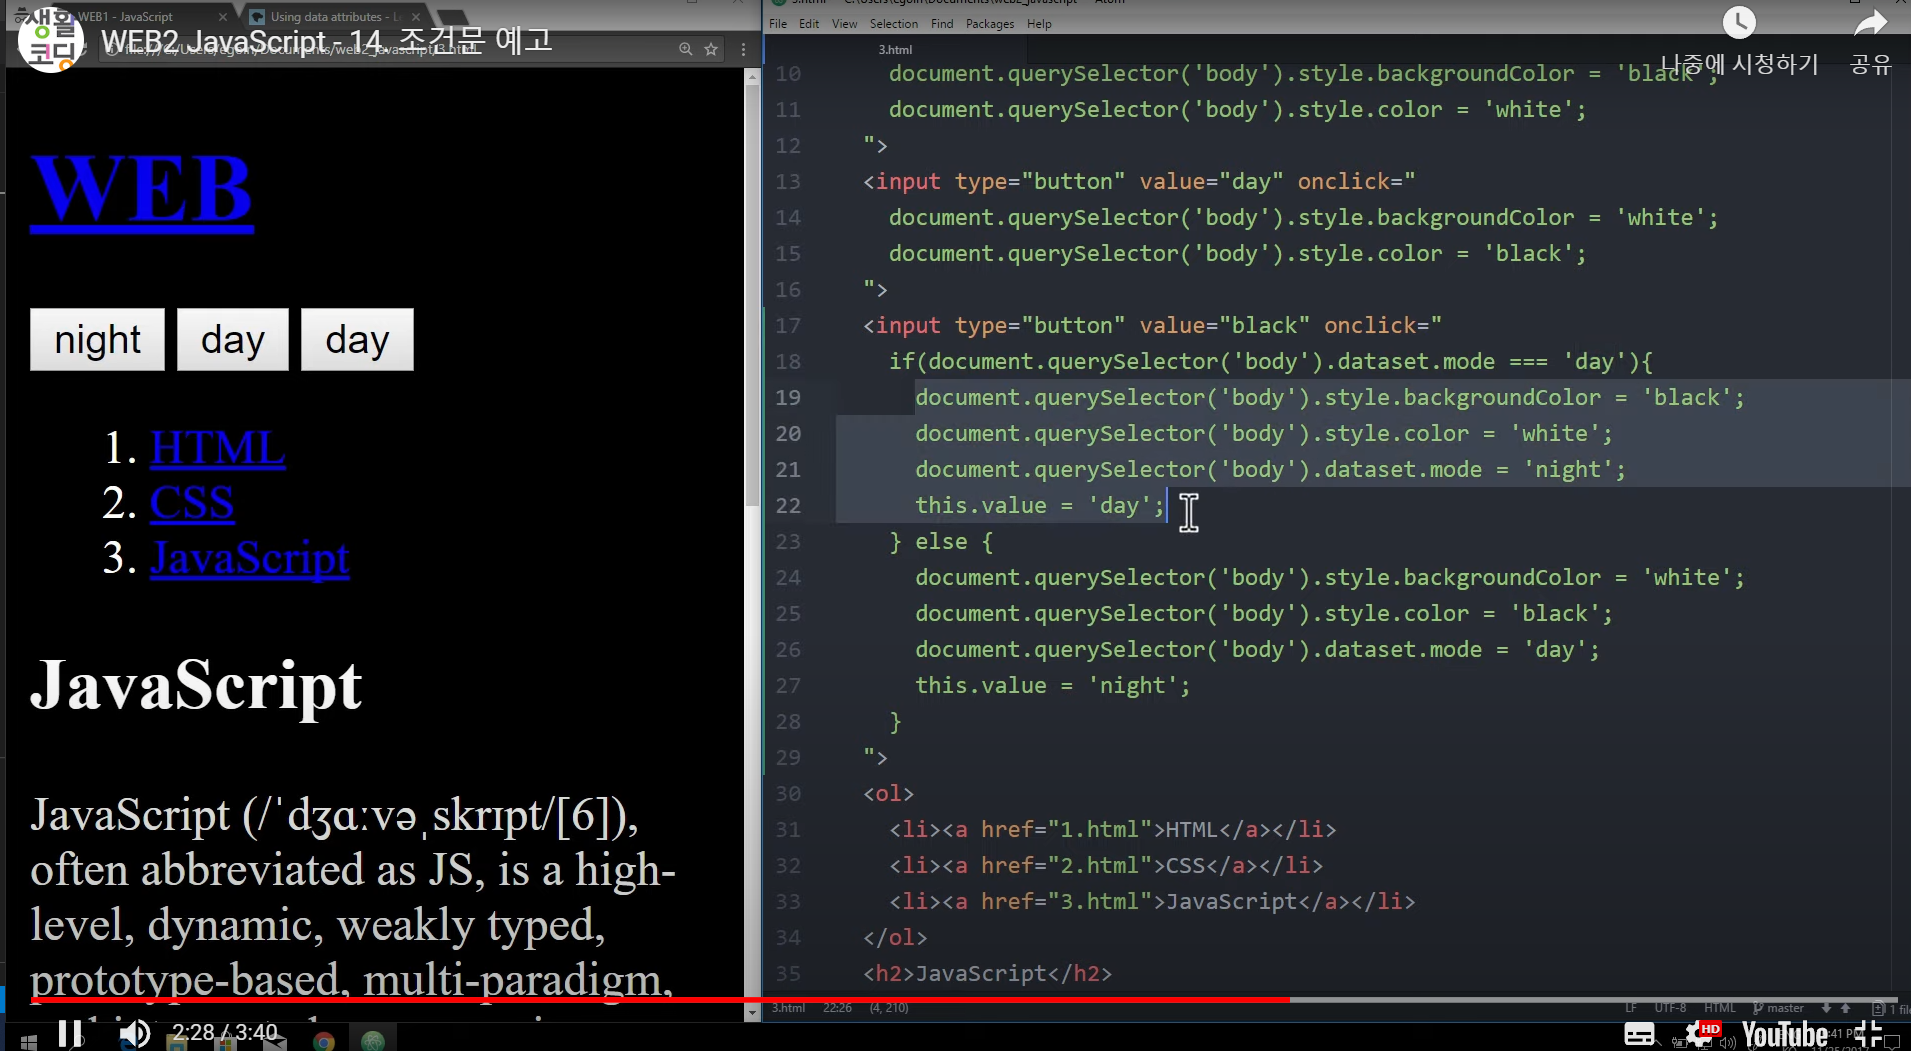 WEB1 - JavaScript
Using data attributes - L
생활
코딩
WEB2 JavaScript - 14. 조건문 예고
WEB
night
day
day
1. HTML
2. CSS
3. JavaScript
JavaScript
JavaScript (/ˈdʒɑːvəˌskrɪpt/[6]),
often abbreviated as JS, is a high-
level, dynamic, weakly typed,
prototype-based, multi-paradigm,
2:28 / 3:40
File Edit View Selection Find Packages Help
나중에 시청하기
공유
3.html
10 document.querySelector('body').style.backgroundColor = 'black';
11 document.querySelector('body').style.color = 'white';
12 ">
13 <input type="button" value="day" onclick="
14 document.querySelector('body').style.backgroundColor = 'white';
15 document.querySelector('body').style.color = 'black';
16 ">
17 <input type="button" value="black" onclick="
18 if(document.querySelector('body').dataset.mode === 'day'){
19 document.querySelector('body').style.backgroundColor = 'black';
20 document.querySelector('body').style.color = 'white';
21 document.querySelector('body').dataset.mode = 'night';
22 this.value = 'day';
23 } else {
24 document.querySelector('body').style.backgroundColor = 'white';
25 document.querySelector('body').style.color = 'black';
26 document.querySelector('body').dataset.mode = 'day';
27 this.value = 'night';
28 }
29 ">
30 <ol>
31 <li><a href="1.html">HTML</a></li>
32 <li><a href="2.html">CSS</a></li>
33 <li><a href="3.html">JavaScript</a></li>
34 </ol>
35 <h2>JavaScript</h2>
3.html 22:26 (4, 210)
LF UTF-8 HTML master 1 file
HD
YouTube